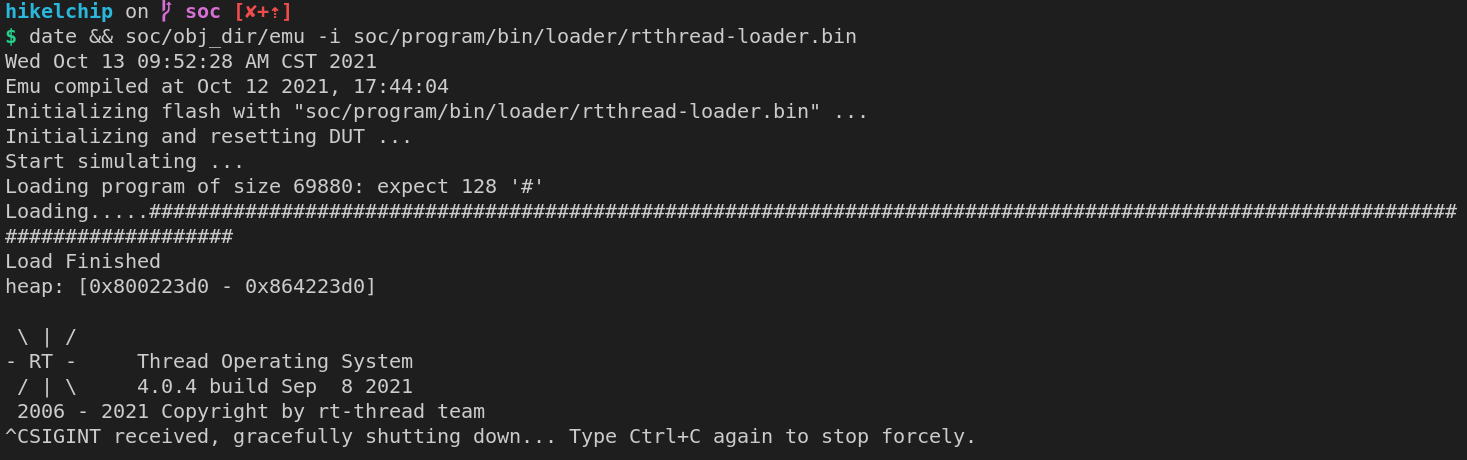 hikelchip on soc [✘+⇡]
$ date && soc/obj_dir/emu -i soc/program/bin/loader/rtthread-loader.bin
Wed Oct 13 09:52:28 AM CST 2021
Emu compiled at Oct 12 2021, 17:44:04
Initializing flash with "soc/program/bin/loader/rtthread-loader.bin" ...
Initializing and resetting DUT ...
Start simulating ...
Loading program of size 69880: expect 128 '#'
Loading.....#############################################################################################################
###################
Load Finished
heap: [0x800223d0 - 0x864223d0]
 \ | /
- RT -     Thread Operating System
 / | \     4.0.4 build Sep  8 2021
 2006 - 2021 Copyright by rt-thread team
^CSIGINT received, gracefully shutting down... Type Ctrl+C again to stop forcely.